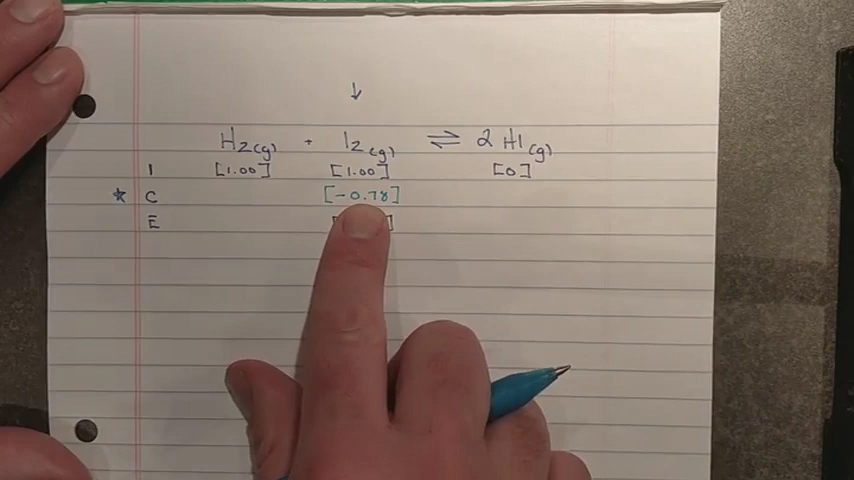 ↓
H2(g) + I2(g) ⇌ 2 HI(g)
I [1.00] [1.00] [0]
* C [-0.78]
E [ ]